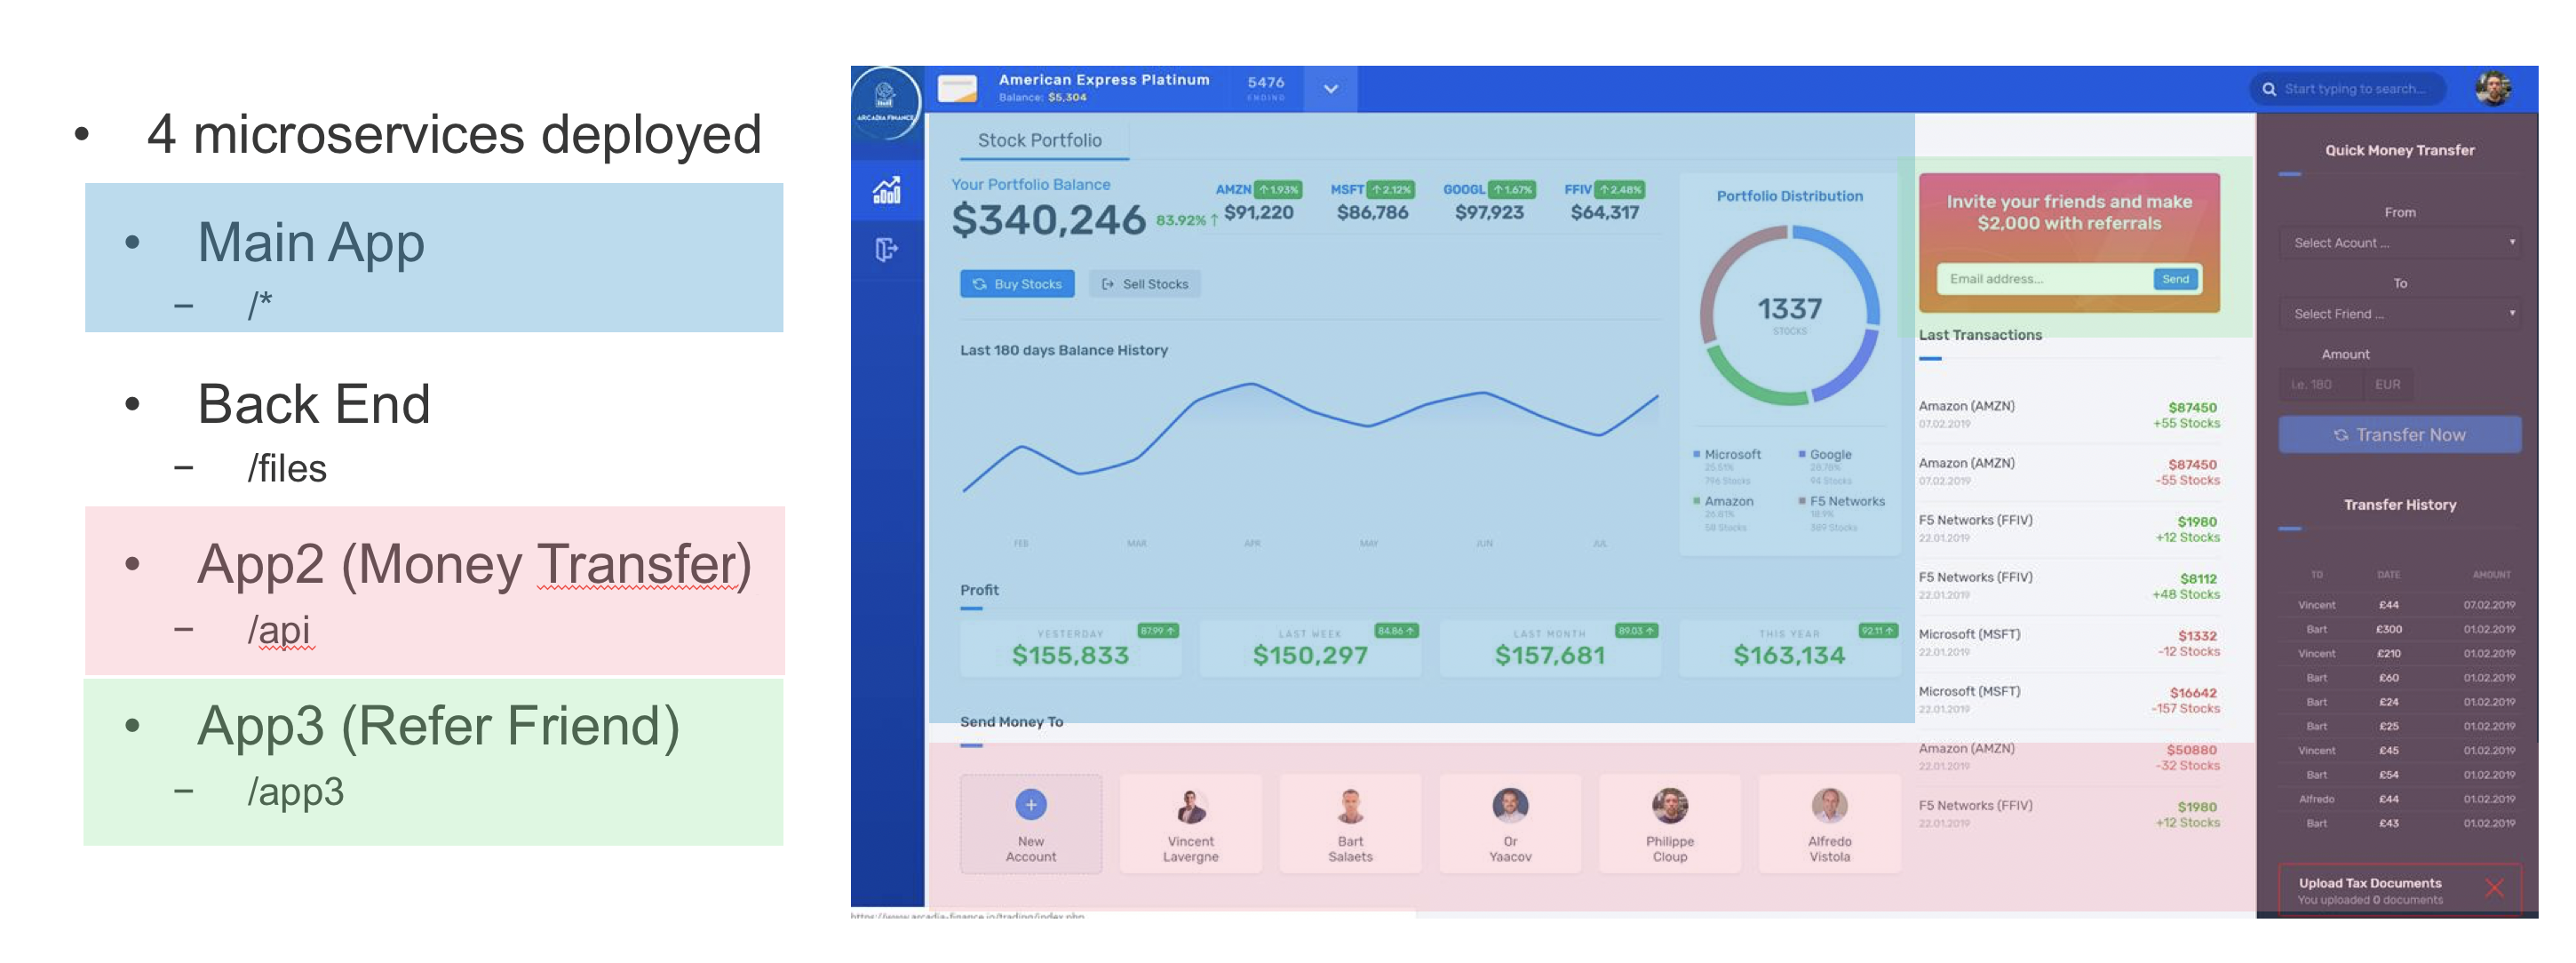 4 microservices deployed
Main App
/*
Back End
/files
App2 (Money Transfer)
/api
App3 (Refer Friend)
/app3
ARCADIA FINANCE
American Express Platinum
Balance: $5,304
5476
ENDING
Start typing to search...
Stock Portfolio
Your Portfolio Balance
$340,246 83.92% ↑
AMZN ↑1.93%
$91,220
MSFT ↑2.12%
$86,786
GOOGL ↑1.67%
$97,923
FFIV ↑2.48%
$64,317
Buy Stocks
Sell Stocks
Last 180 days Balance History
FEB MAR APR MAY JUN JUL
Portfolio Distribution
1337
STOCKS
Microsoft
25.51%
796 Stocks
Google
28.78%
94 Stocks
Amazon
26.81%
58 Stocks
F5 Networks
18.9%
389 Stocks
Profit
YESTERDAY 87.99 ↑
$155,833
LAST WEEK 84.86 ↑
$150,297
LAST MONTH 89.03 ↑
$157,681
THIS YEAR 92.11 ↑
$163,134
Send Money To
New
Account
Vincent
Lavergne
Bart
Salaets
Or
Yaacov
Philippe
Cloup
Alfredo
Vistola
Invite your friends and make
$2,000 with referrals
Email address...
Send
Last Transactions
Amazon (AMZN) $87450
07.02.2019 +55 Stocks
Amazon (AMZN) $87450
07.02.2019 -55 Stocks
F5 Networks (FFIV) $1980
22.01.2019 +12 Stocks
F5 Networks (FFIV) $8112
22.01.2019 +48 Stocks
Microsoft (MSFT) $1332
22.01.2019 -12 Stocks
Microsoft (MSFT) $16642
22.01.2019 -157 Stocks
Amazon (AMZN) $50880
22.01.2019 -32 Stocks
F5 Networks (FFIV) $1980
22.01.2019 +12 Stocks
Quick Money Transfer
From
Select Acount ...
To
Select Friend ...
Amount
i.e. 180 EUR
Transfer Now
Transfer History
TO DATE AMOUNT
Vincent £44 07.02.2019
Bart £300 01.02.2019
Vincent £210 01.02.2019
Bart £60 01.02.2019
Bart £24 01.02.2019
Bart £25 01.02.2019
Vincent £45 01.02.2019
Bart £54 01.02.2019
Alfredo £44 01.02.2019
Bart £43 01.02.2019
Upload Tax Documents
You uploaded 0 documents
https://www.arcadia-finance.io/trading/index.php